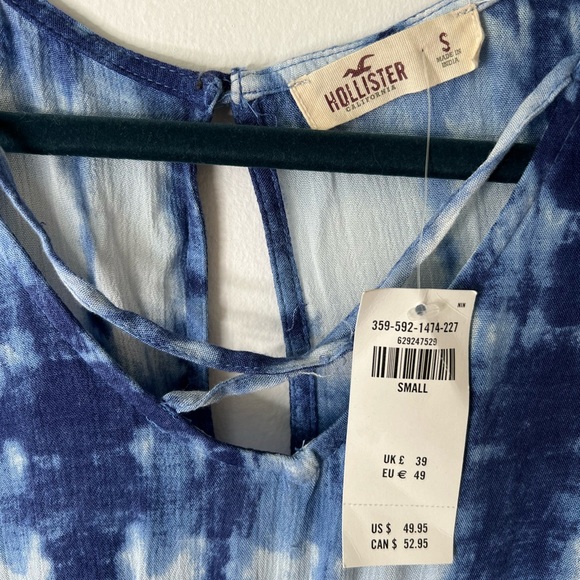 HOLLISTER
CALIFORNIA
S
MADE IN
INDIA
NIN
359-592-1474-227
629247529
SMALL
UK £ 39
EU € 49
US $ 49.95
CAN $ 52.95